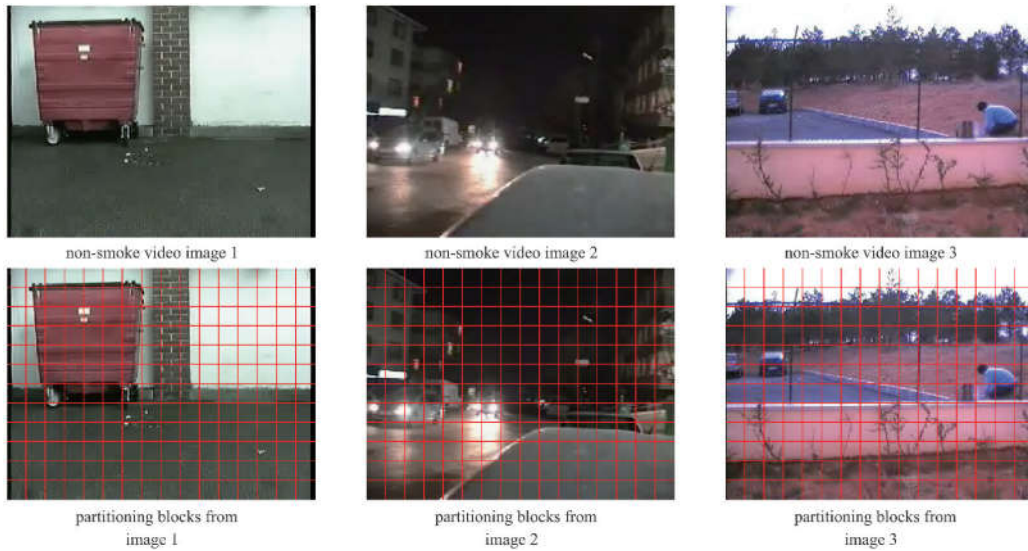 non-smoke video image 1
non-smoke video image 2
non-smoke video image 3
partitioning blocks from
image 1
partitioning blocks from
image 2
partitioning blocks from
image 3